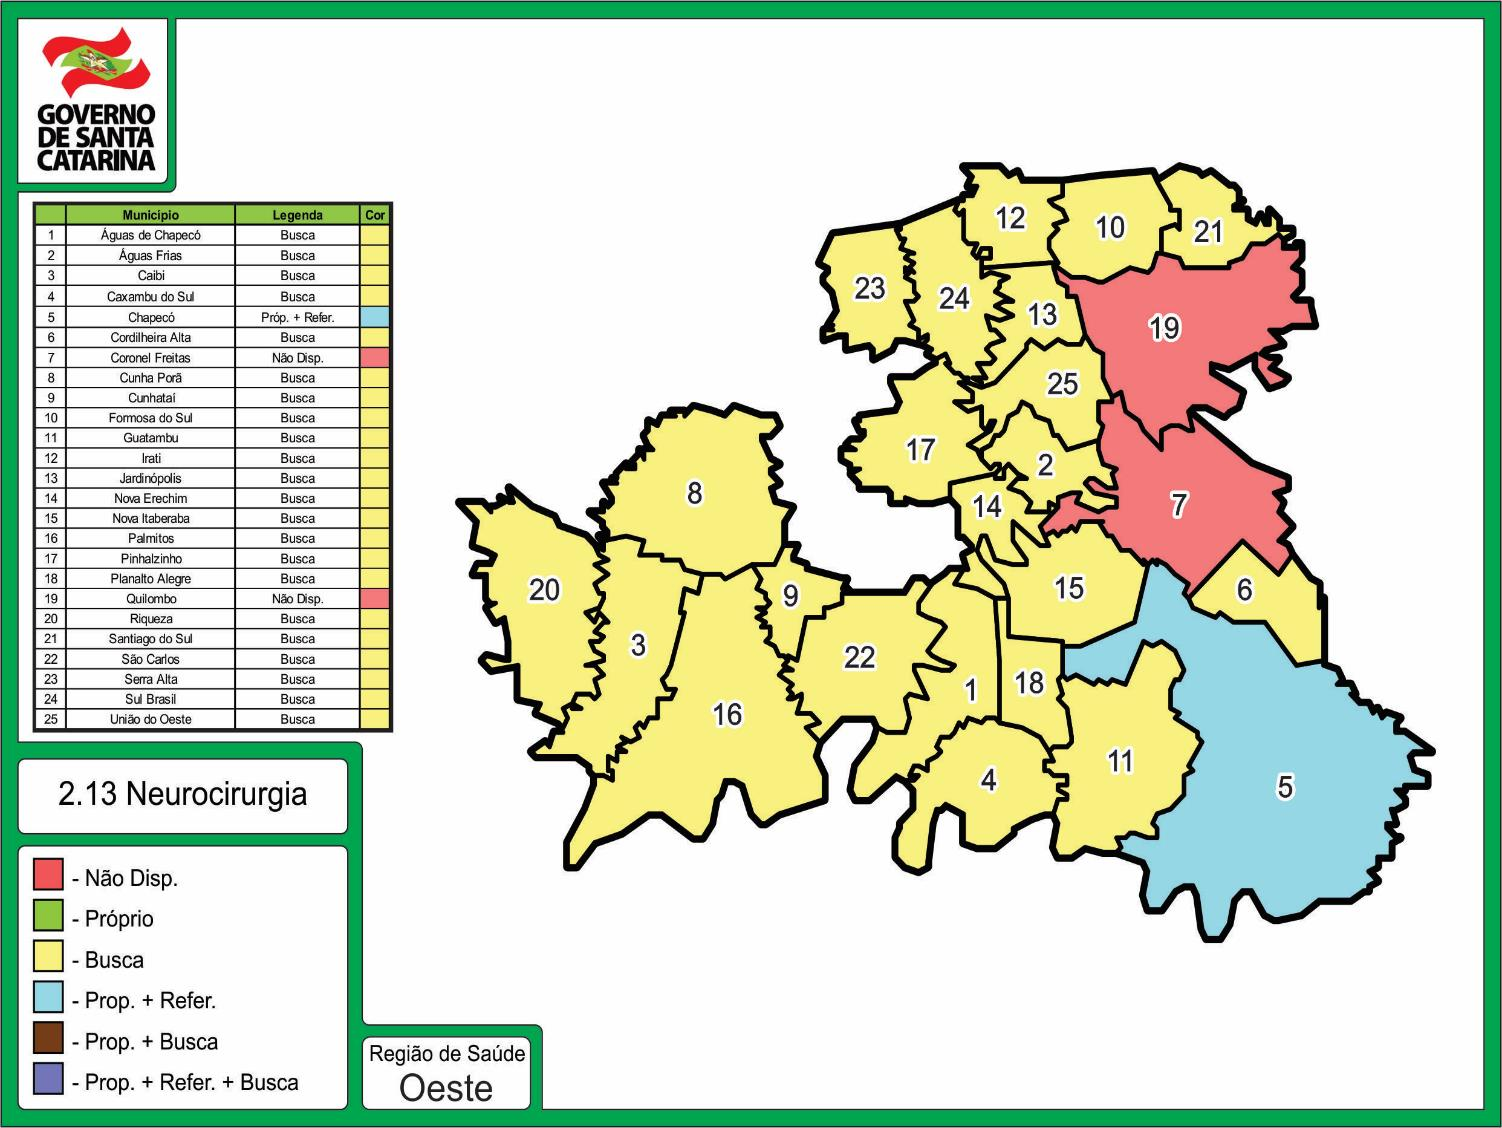 GOVERNO
DE SANTA
CATARINA
Município Legenda Cor
1 Águas de Chapecó Busca
2 Águas Frias Busca
3 Caibi Busca
4 Caxambu do Sul Busca
5 Chapecó Próp. + Refer.
6 Cordilheira Alta Busca
7 Coronel Freitas Não Disp.
8 Cunha Porã Busca
9 Cunhataí Busca
10 Formosa do Sul Busca
11 Guatambu Busca
12 Irati Busca
13 Jardinópolis Busca
14 Nova Erechim Busca
15 Nova Itaberaba Busca
16 Palmitos Busca
17 Pinhalzinho Busca
18 Planalto Alegre Busca
19 Quilombo Não Disp.
20 Riqueza Busca
21 Santiago do Sul Busca
22 São Carlos Busca
23 Serra Alta Busca
24 Sul Brasil Busca
25 União do Oeste Busca
2.13 Neurocirurgia
- Não Disp.
- Próprio
- Busca
- Prop. + Refer.
- Prop. + Busca
- Prop. + Refer. + Busca
Região de Saúde
Oeste
12
10
21
23
24
13
19
25
17
2
8
14
7
20
9
15
6
3
22
1
18
16
4
11
5